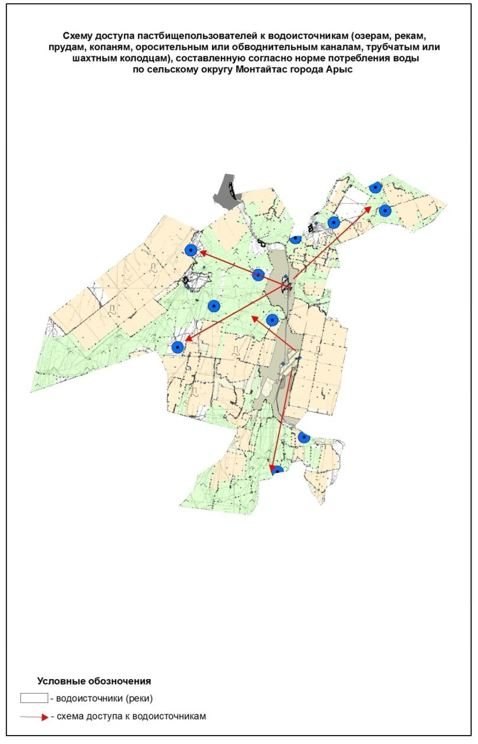 Схему доступа пастбищепользователей к водоисточникам (озерам, рекам,
прудам, копаням, оросительным или обводнительным каналам, трубчатым или
шахтным колодцам), составленную согласно норме потребления воды
по сельскому округу Монтайтас города Арыс
Условные обозночения
- водоисточники (реки)
- схема доступа к водоисточникам